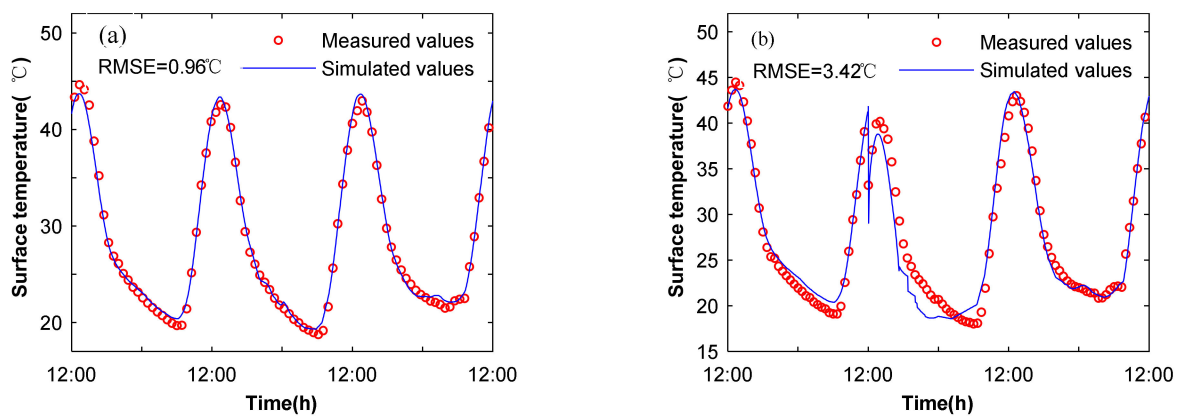 (a)
Measured values
RMSE=0.96℃
Simulated values
Surface temperature( ℃)
50
40
30
20
12:00
12:00
12:00
12:00
Time(h)
(b)
Measured values
RMSE=3.42℃
Simulated values
Surface temperature( ℃)
50
45
40
35
30
25
20
15
12:00
12:00
12:00
12:00
Time(h)